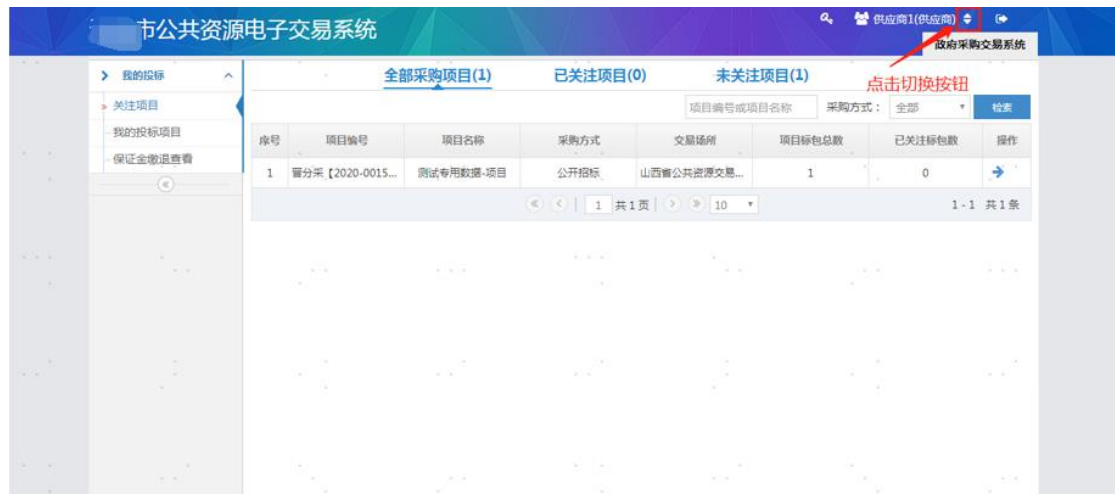 市公共资源电子交易系统
供应商1(供应商)
政府采购交易系统
点击切换按钮
我的投标
关注项目
我的投标项目
保证金缴退查看
全部采购项目(1) 已关注项目(0) 未关注项目(1)
项目编号或项目名称 采购方式： 全部 检索
序号 项目编号 项目名称 采购方式 交易场所 项目标包总数 已关注标包数 操作
1 晋分采【2020-0015... 测试专用数据-项目 公开招标 山西省公共资源交易... 1 0
1 共1页 10 1-1 共1条